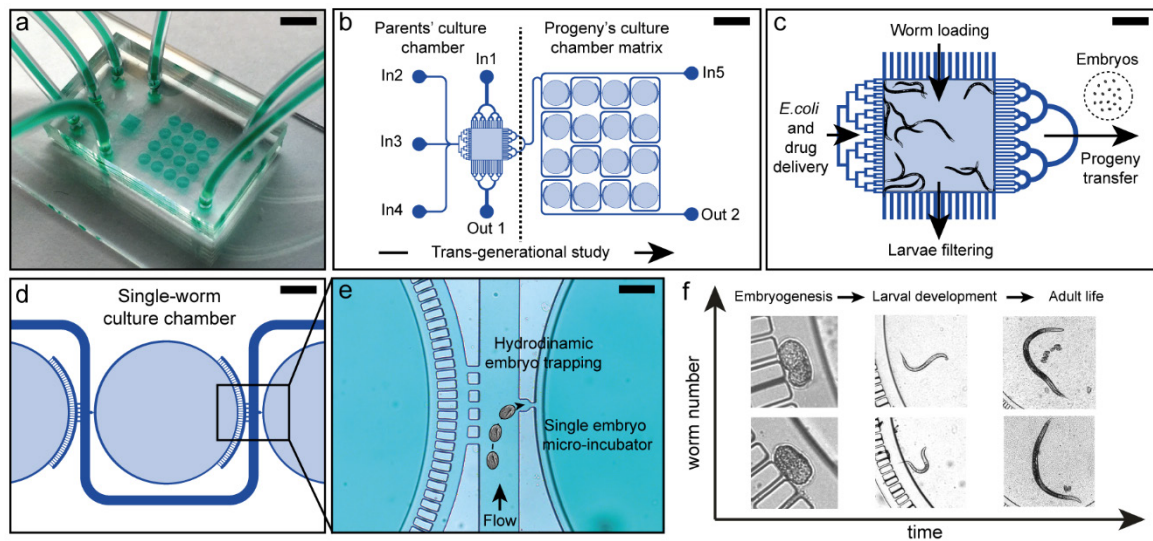 a
b
Parents' culture
chamber
Progeny's culture
chamber matrix
In1
In2
In3
In4
In5
Out 1
Out 2
Trans-generational study
c
Worm loading
Embryos
E.coli
and
drug
delivery
Progeny
transfer
Larvae filtering
d
Single-worm
culture chamber
e
Hydrodinamic
embryo trapping
Single embryo
micro-incubator
Flow
f
Embryogenesis
Larval development
Adult life
worm number
time